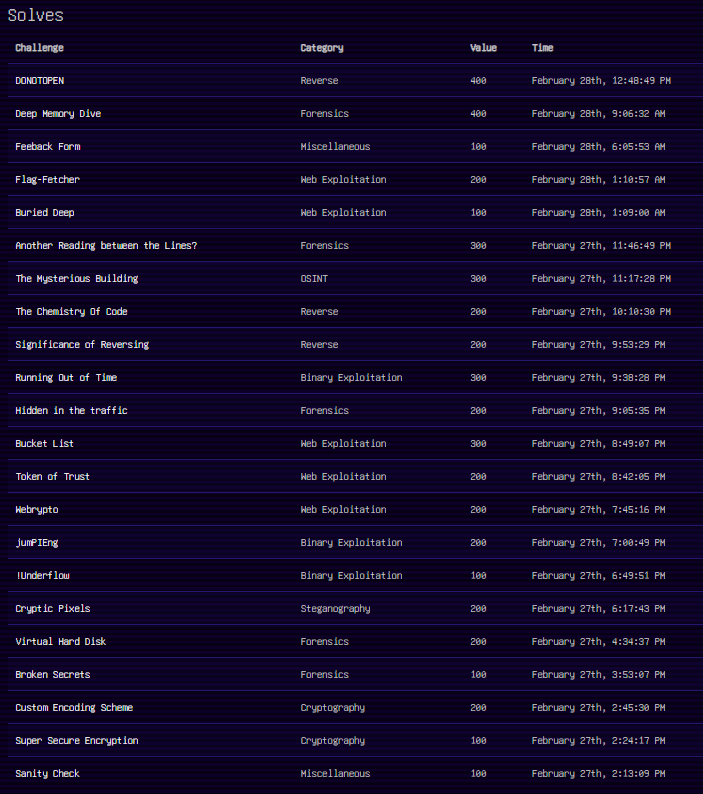 Solves
Challenge Category Value Time
DONOTOPEN Reverse 400 February 28th, 12:48:49 PM
Deep Memory Dive Forensics 400 February 28th, 9:06:32 AM
Feeback Form Miscellaneous 100 February 28th, 6:05:53 AM
Flag-Fetcher Web Exploitation 200 February 28th, 1:10:57 AM
Buried Deep Web Exploitation 100 February 28th, 1:09:00 AM
Another Reading between the Lines? Forensics 300 February 27th, 11:46:49 PM
The Mysterious Building OSINT 300 February 27th, 11:17:28 PM
The Chemistry Of Code Reverse 200 February 27th, 10:10:30 PM
Significance of Reversing Reverse 200 February 27th, 9:53:29 PM
Running Out of Time Binary Exploitation 300 February 27th, 9:38:28 PM
Hidden in the traffic Forensics 200 February 27th, 9:05:35 PM
Bucket List Web Exploitation 300 February 27th, 8:49:07 PM
Token of Trust Web Exploitation 200 February 27th, 8:42:05 PM
Webrypto Web Exploitation 200 February 27th, 7:45:16 PM
jumPIEng Binary Exploitation 200 February 27th, 7:00:49 PM
!Underflow Binary Exploitation 100 February 27th, 6:49:51 PM
Cryptic Pixels Steganography 200 February 27th, 6:17:43 PM
Virtual Hard Disk Forensics 200 February 27th, 4:34:37 PM
Broken Secrets Forensics 100 February 27th, 3:53:07 PM
Custom Encoding Scheme Cryptography 200 February 27th, 2:45:30 PM
Super Secure Encryption Cryptography 100 February 27th, 2:24:17 PM
Sanity Check Miscellaneous 100 February 27th, 2:13:09 PM